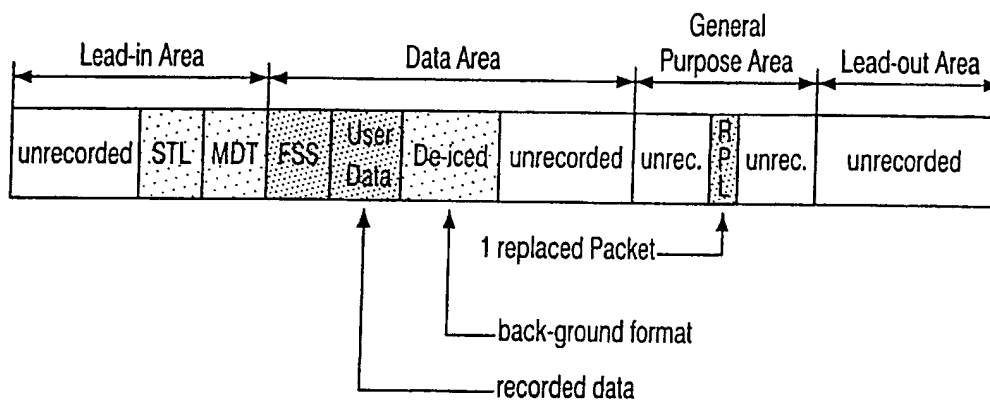 General
Lead-in Area Data Area Purpose Area Lead-out Area
unrecorded STL MDT FSS User Data De-iced unrecorded unrec. RPL unrec. unrecorded
1 replaced Packet
back-ground format
recorded data